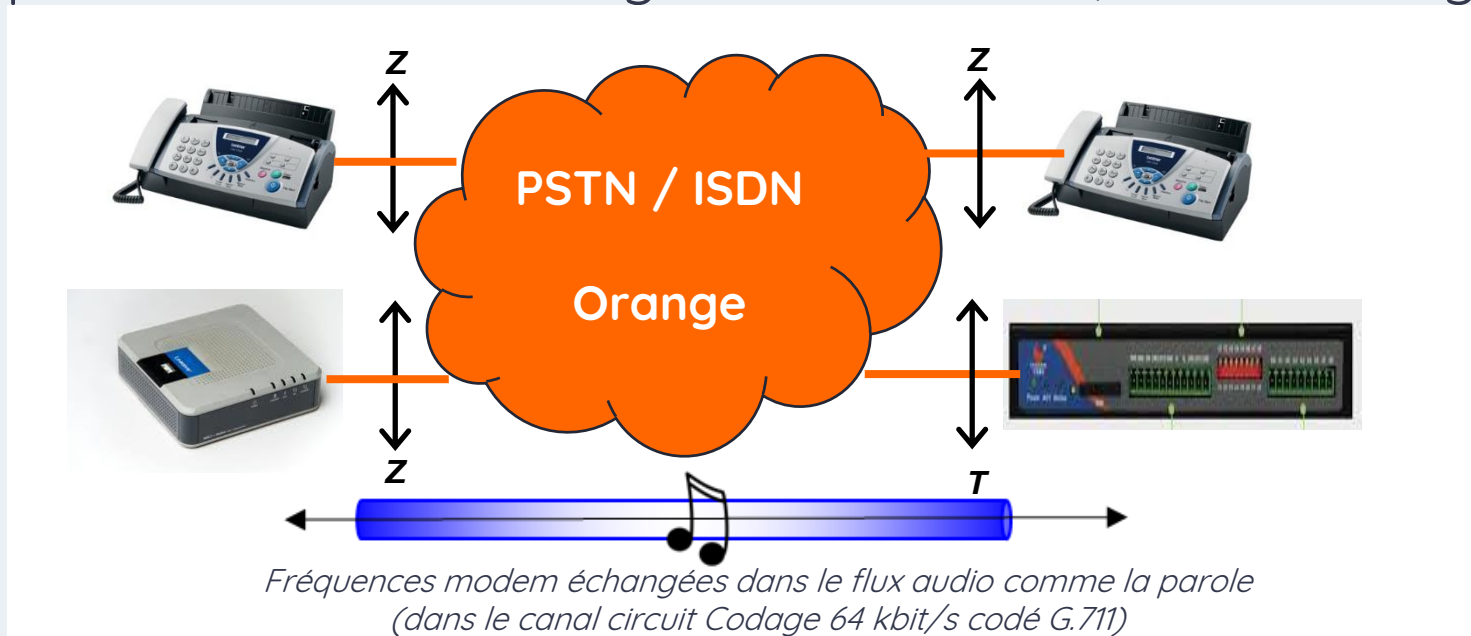 Z
Z
PSTN / ISDN
Orange
Z
T
Fréquences modem échangées dans le flux audio comme la parole
(dans le canal circuit Codage 64 kbit/s codé G.711)